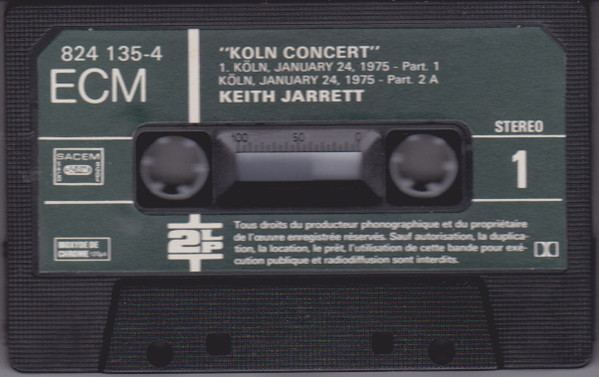 824 135-4
ECM
"KOLN CONCERT"
1. KÖLN, JANUARY 24, 1975 - Part. 1
KÖLN, JANUARY 24, 1975 - Part. 2 A
KEITH JARRETT
100 50 0
STEREO
1
SACEM
2LP
DIOXYDE DE
CHROME
Tous droits du producteur phonographique et du propriétaire
de l'œuvre enregistrée réservés. Sauf autorisation, la duplica-
tion, la location, le prêt, l'utilisation de cette bande pour exé-
cution publique et radiodiffusion sont interdits.